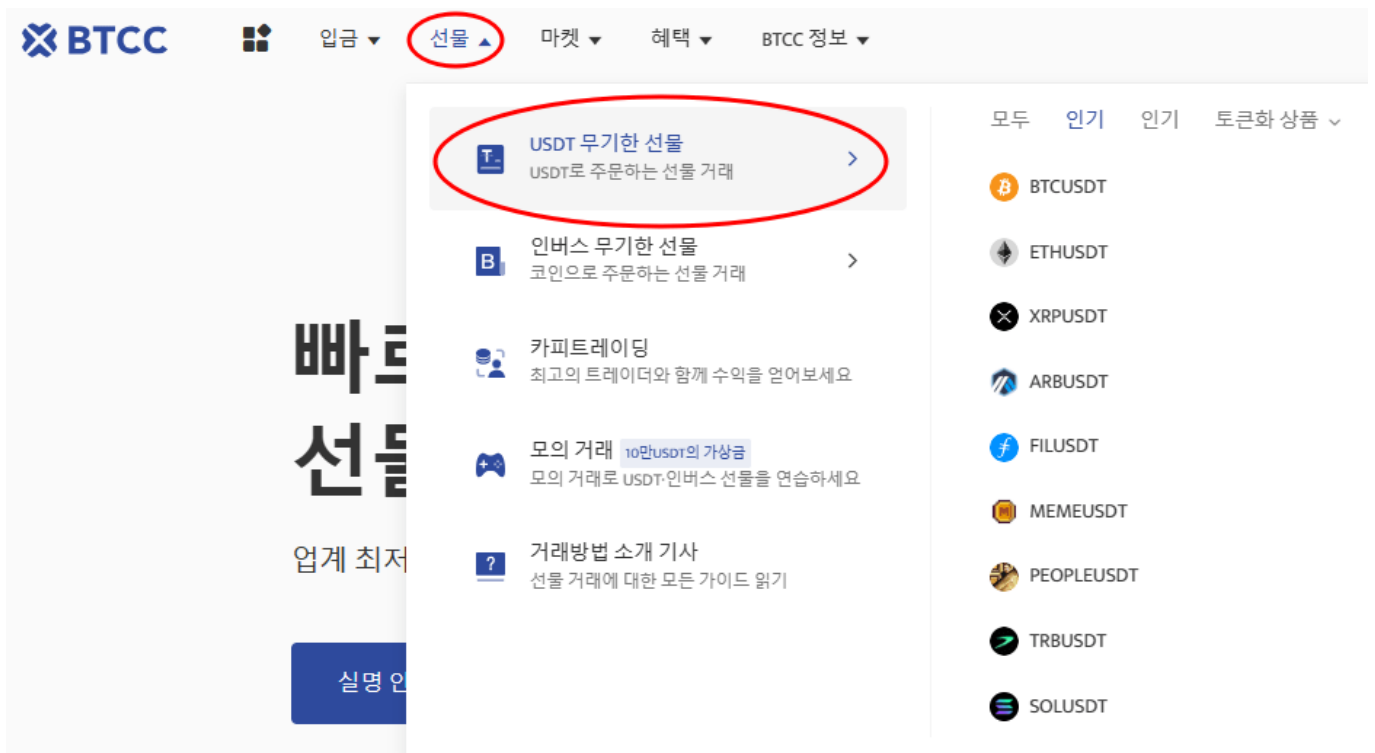 BTCC
입금 ▼
선물 ▲
마켓 ▼
혜택 ▼
BTCC 정보 ▼
USDT 무기한 선물
USDT로 주문하는 선물 거래
인버스 무기한 선물
코인으로 주문하는 선물 거래
카피트레이딩
최고의 트레이더와 함께 수익을 얻어보세요
모의 거래 10만USDT의 가상금
모의 거래로 USDT·인버스 선물을 연습하세요
거래방법 소개 기사
선물 거래에 대한 모든 가이드 읽기
모두 인기 인기 토큰화 상품
BTCUSDT
ETHUSDT
XRPUSDT
ARBUSDT
FILUSDT
MEMEUSDT
PEOPLEUSDT
TRBUSDT
SOLUSDT
빠르
선물
업계 최저
실명 인